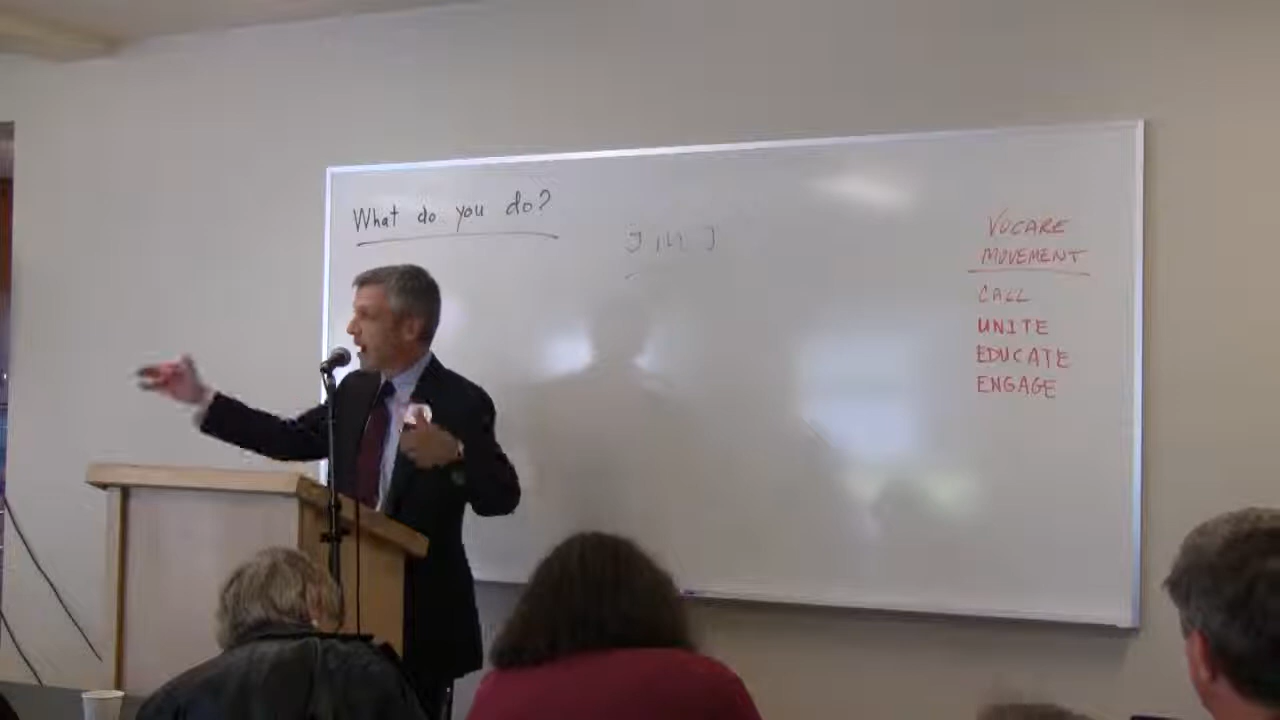 What do you do?
VOCARE
MOVEMENT
CALL
UNITE
EDUCATE
ENGAGE